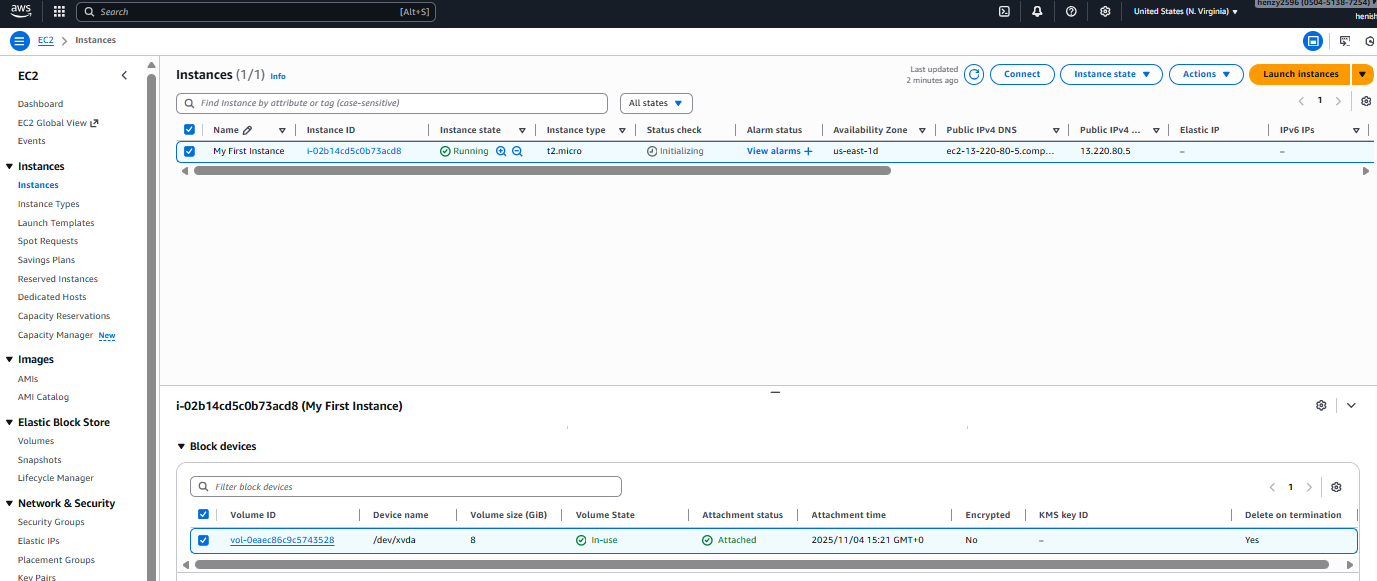 aws
Search [Alt+S]
United States (N. Virginia)
henzy2596 (0504-5138-7254)
henish
EC2 > Instances
EC2
Dashboard
EC2 Global View
Events
Instances
Instances
Instance Types
Launch Templates
Spot Requests
Savings Plans
Reserved Instances
Dedicated Hosts
Capacity Reservations
Capacity Manager New
Images
AMIs
AMI Catalog
Elastic Block Store
Volumes
Snapshots
Lifecycle Manager
Network & Security
Security Groups
Elastic IPs
Placement Groups
Key Pairs
Instances (1/1) Info
Last updated
2 minutes ago
Connect Instance state Actions Launch instances
Find Instance by attribute or tag (case-sensitive) All states
1
Name Instance ID Instance state Instance type Status check Alarm status Availability Zone Public IPv4 DNS Public IPv4 ... Elastic IP IPv6 IPs
My First Instance i-02b14cd5c0b73acd8 Running t2.micro Initializing View alarms + us-east-1d ec2-13-220-80-5.comp... 13.220.80.5 – –
i-02b14cd5c0b73acd8 (My First Instance)
Block devices
Filter block devices 1
Volume ID Device name Volume size (GiB) Volume State Attachment status Attachment time Encrypted KMS key ID Delete on termination
vol-0eaec86c9c5743528 /dev/xvda 8 In-use Attached 2025/11/04 15:21 GMT+0 No – Yes